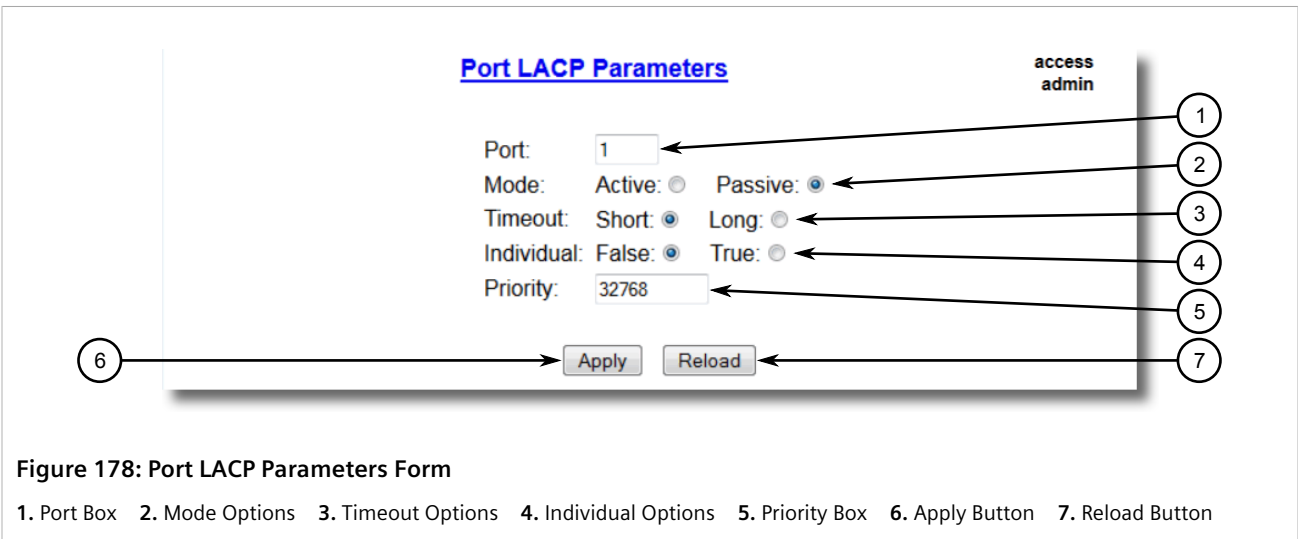 Port LACP Parameters
access
admin
Port: 1
Mode: Active: Passive:
Timeout: Short: Long:
Individual: False: True:
Priority: 32768
Apply Reload
1
2
3
4
5
6
7
Figure 178: Port LACP Parameters Form
1. Port Box 2. Mode Options 3. Timeout Options 4. Individual Options 5. Priority Box 6. Apply Button 7. Reload Button